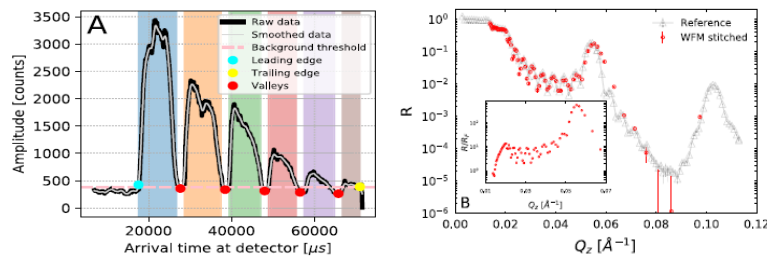 A
Raw data
Smoothed data
Background threshold
Leading edge
Trailing edge
Valleys
3500
3000
2500
2000
1500
1000
500
0
Amplitude [counts]
20000 40000 60000
Arrival time at detector [μs]
Reference
WFM stitched
10⁰
10⁻¹
10⁻²
10⁻³
10⁻⁴
10⁻⁵
10⁻⁶
R
R/R_F
Q_z [Å⁻¹]
B
0.00 0.02 0.04 0.06 0.08 0.10 0.12
Q_z [Å⁻¹]